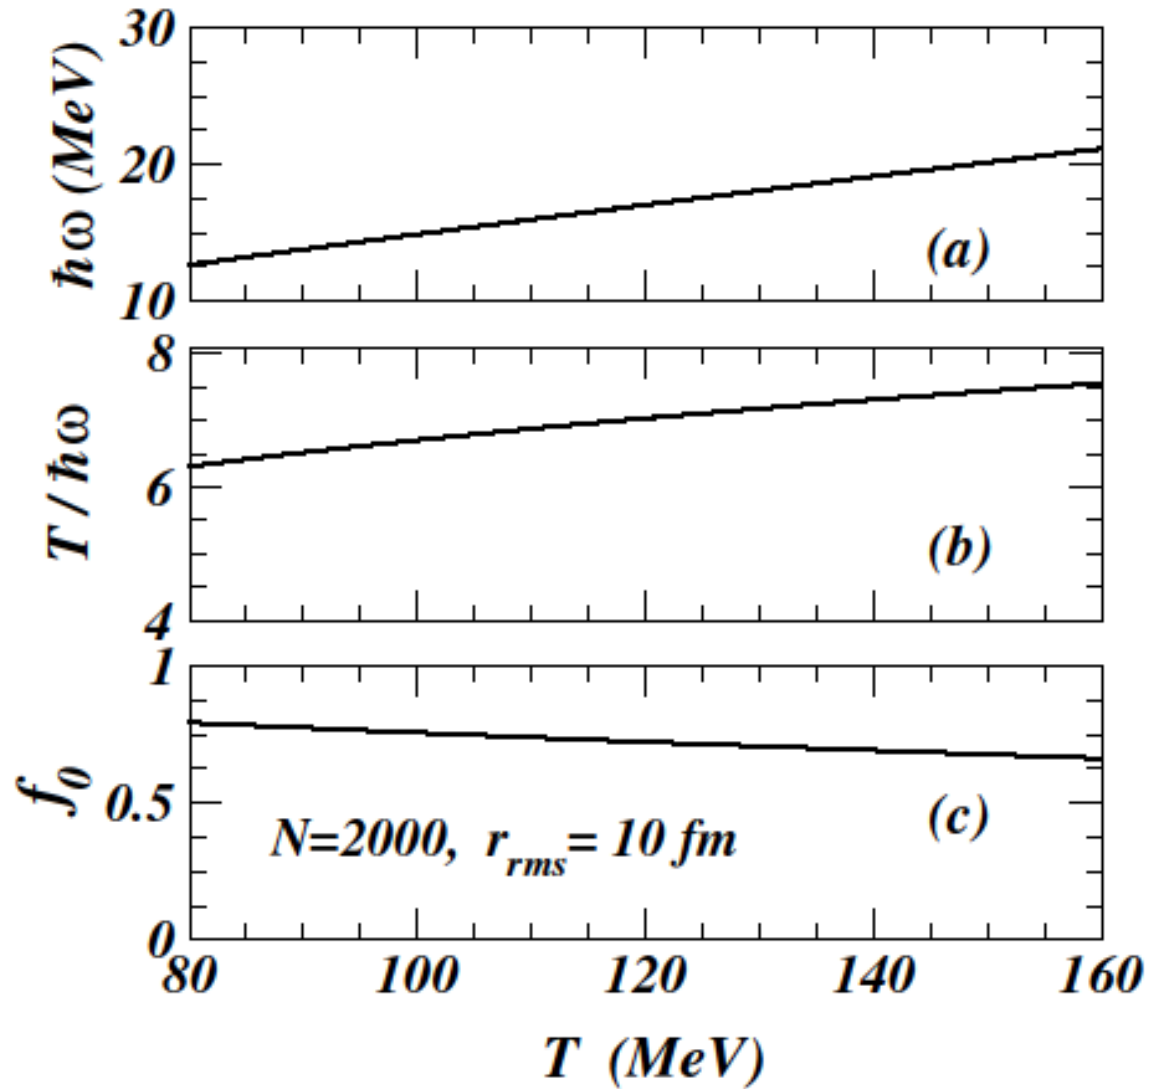 30
20
10
ħω (MeV)
(a)
8
6
4
T / ħω
(b)
1
0.5
0
f₀
N=2000, rᵣₘₛ= 10 fm
(c)
80 100 120 140 160
T (MeV)